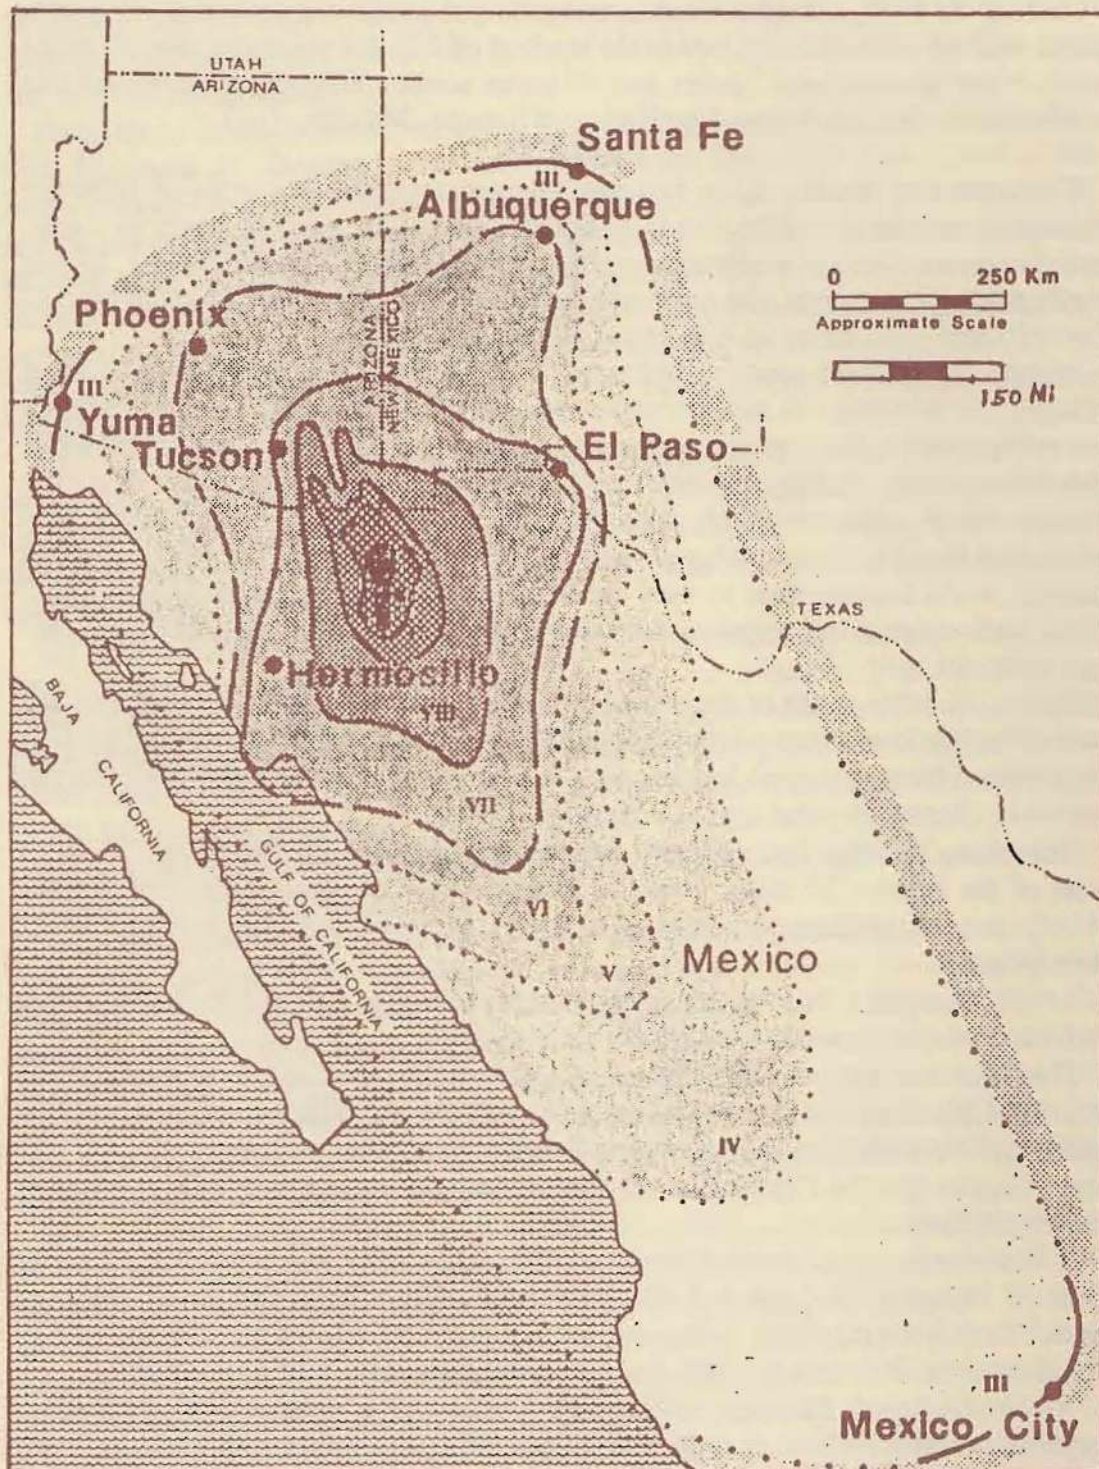 UTAH
ARIZONA
Santa Fe
III
Albuquerque
0 250 Km
Approximate Scale
150 Mi
Phoenix
ARIZONA
NEW MEXICO
III
Yuma
Tucson
El Paso
TEXAS
Hermosillo
VIII
BAJA
CALIFORNIA
VII
GULF OF CALIFORNIA
VI
V
Mexico
IV
III
Mexico City